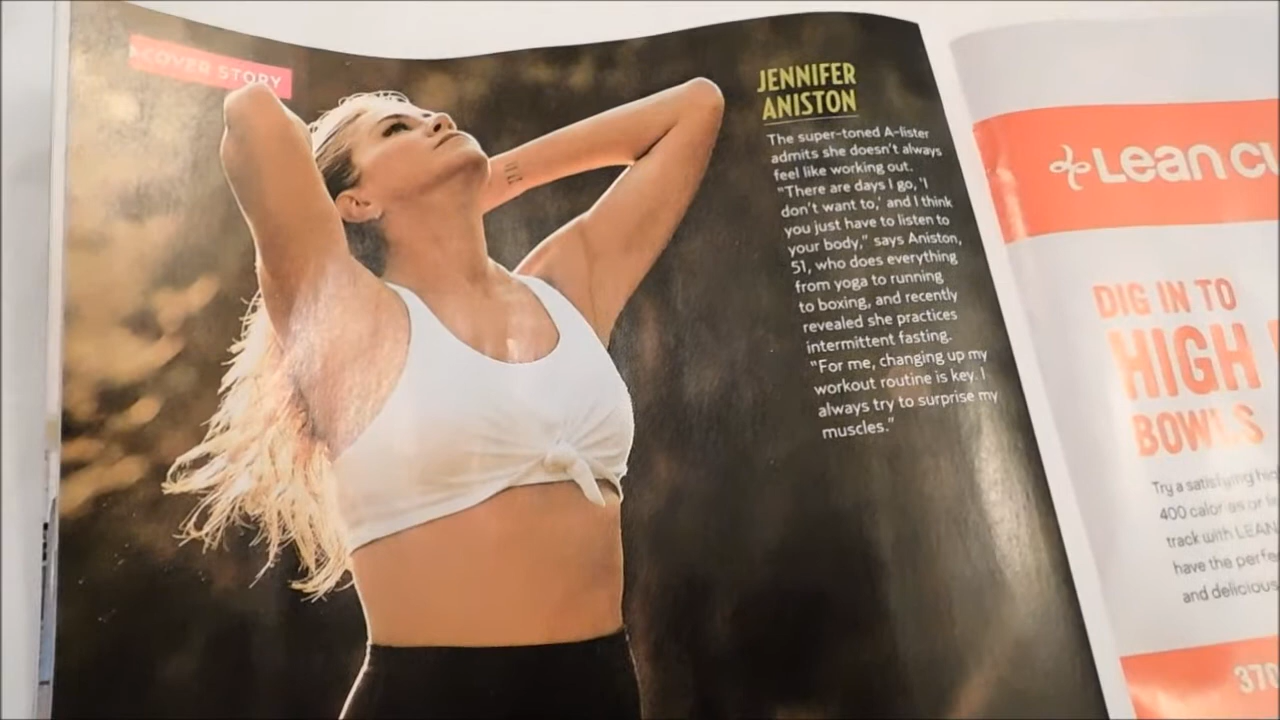 COVER STORY
JENNIFER
ANISTON
The super-toned A-lister
admits she doesn't always
feel like working out.
"There are days I go, 'I
don't want to,' and I think
you just have to listen to
your body," says Aniston,
51, who does everything
from yoga to running
to boxing, and recently
revealed she practices
intermittent fasting.
"For me, changing up my
workout routine is key. I
always try to surprise my
muscles."
Lean Cu
DIG IN TO
HIGH
BOWLS
Try a satisfying hig
400 calor
track with LEAN
have the perfe
and delicious
370